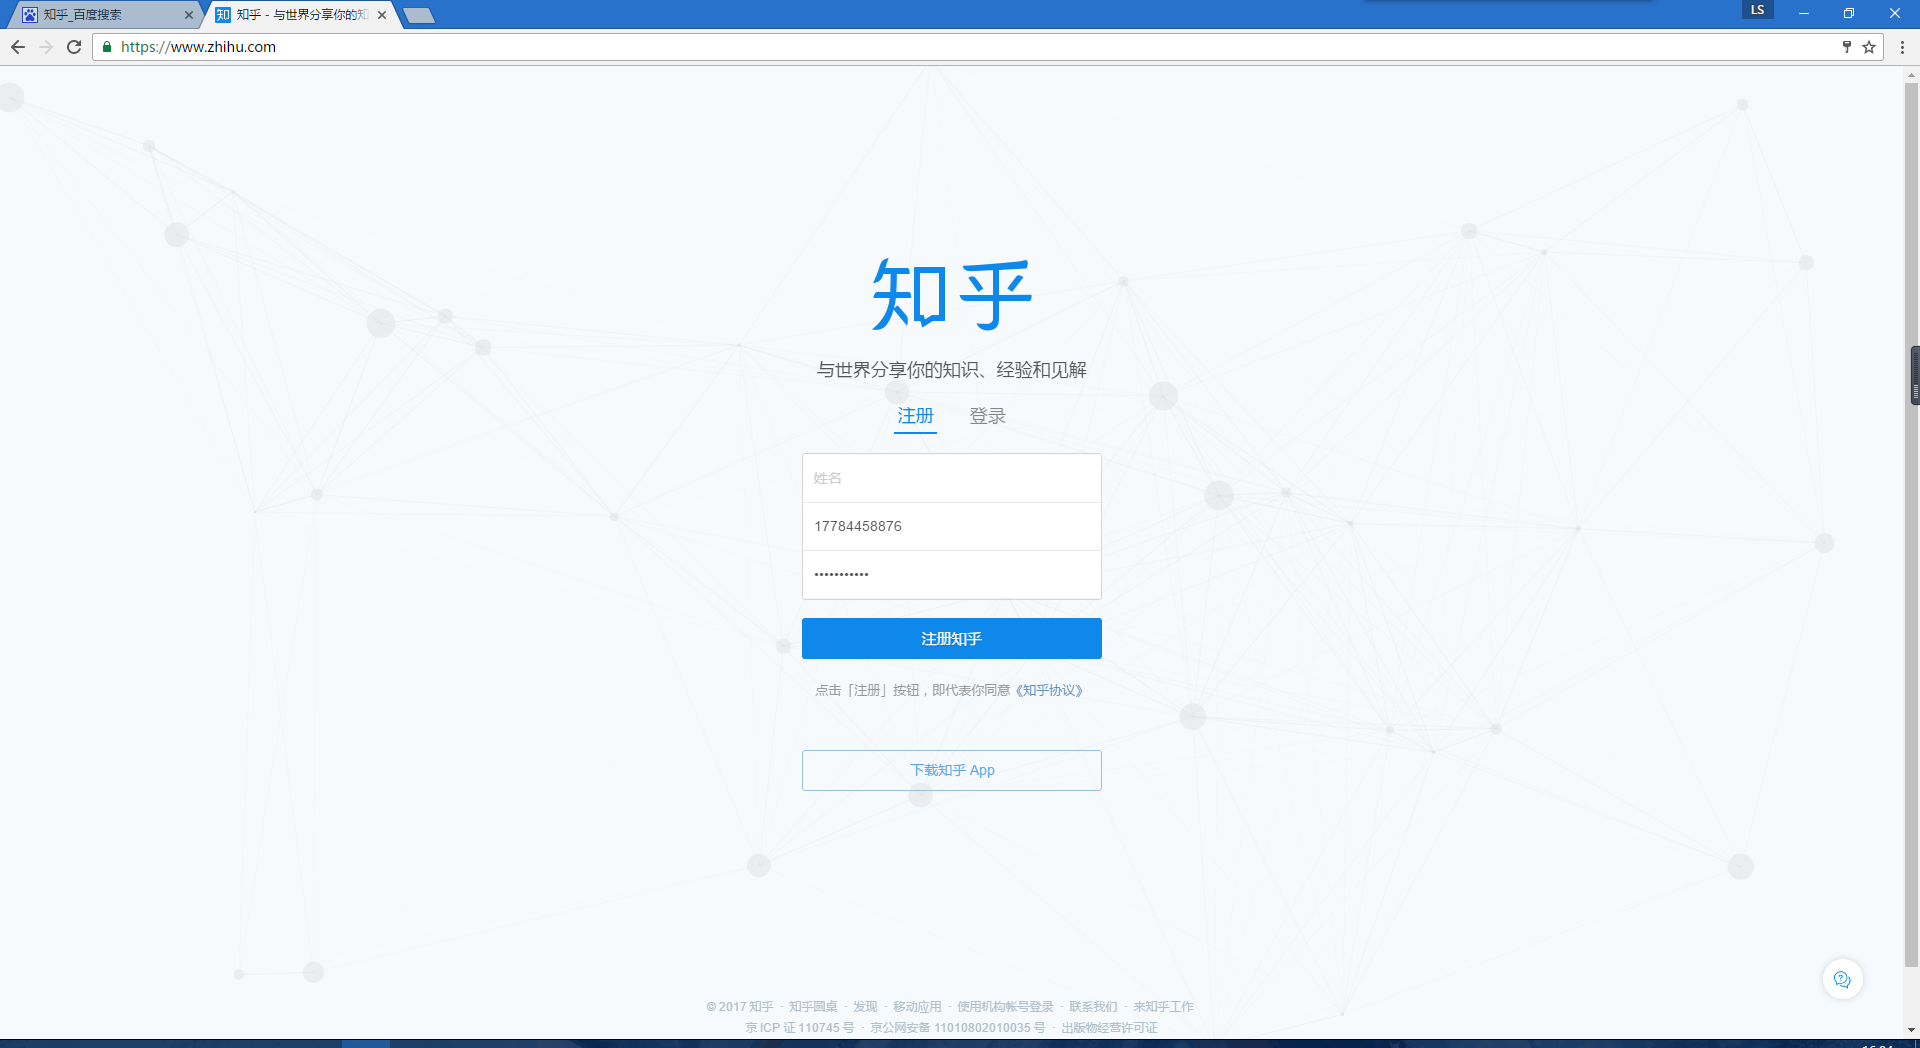 知乎_百度搜索
知 知乎 - 与世界分享你的知
LS
https://www.zhihu.com
知乎
与世界分享你的知识、经验和见解
注册 登录
姓名
17784458876
•••••••••••
注册知乎
点击「注册」按钮，即代表你同意《知乎协议》
下载知乎 App
© 2017 知乎 · 知乎圆桌 · 发现 · 移动应用 · 使用机构帐号登录 · 联系我们 · 来知乎工作
京 ICP 证 110745 号 · 京公网安备 11010802010035 号 · 出版物经营许可证